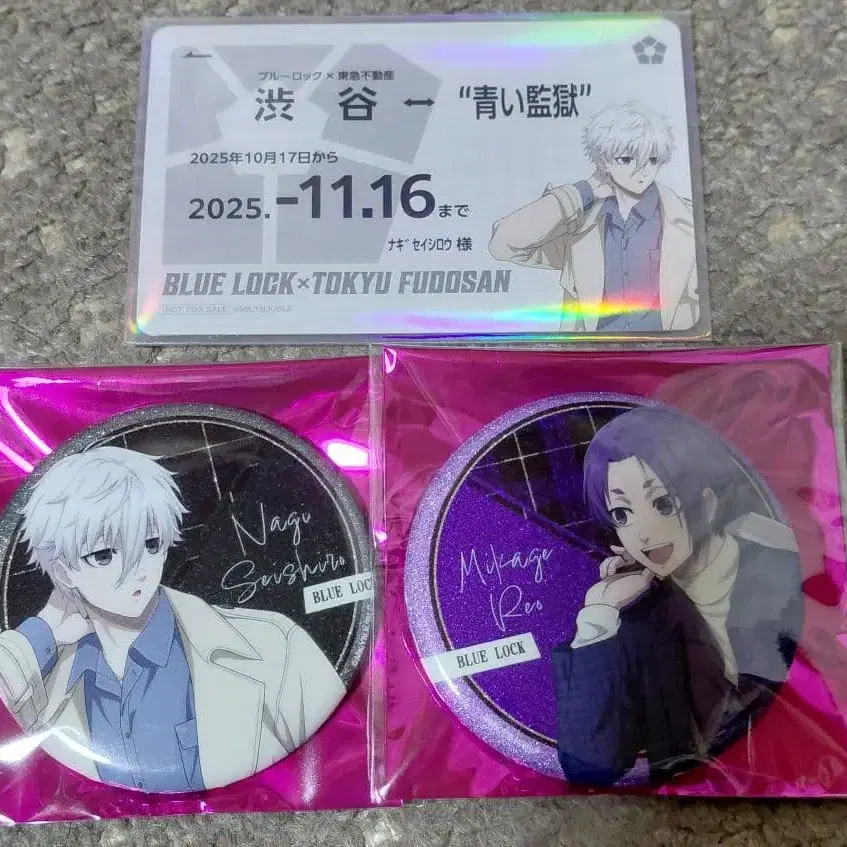 ブルーロック × 東急不動産
渋 谷 ↔ “青い監獄”
2025年10月17日から
2025.-11.16まで
ナギセイシロウ 様
BLUE LOCK×TOKYU FUDOSAN
NOT FOR SALE
Nagi
Seishiro
BLUE LOC
Mikage
Reo
BLUE LOCK